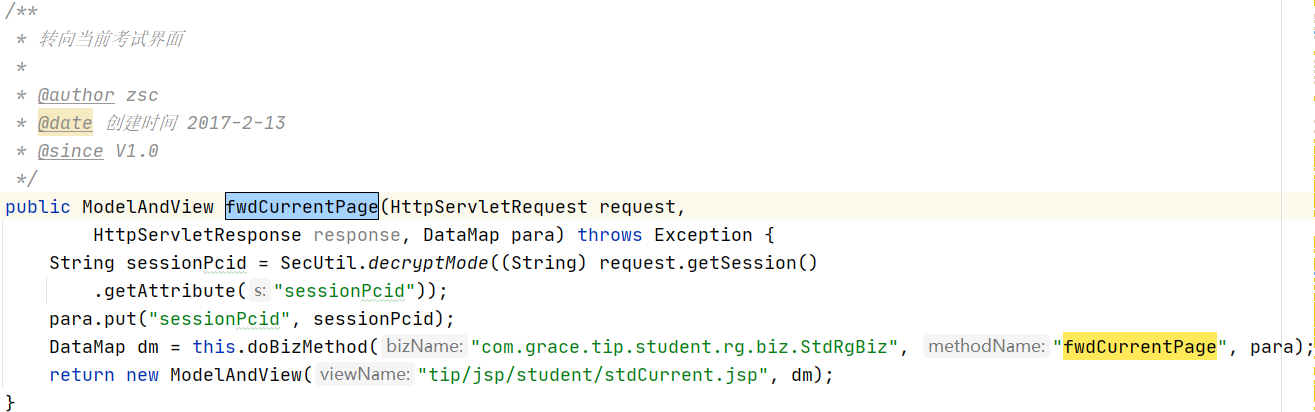 /**
 * 转向当前考试界面
 *
 * @author zsc
 * @date 创建时间 2017-2-13
 * @since V1.0
 */
public ModelAndView fwdCurrentPage(HttpServletRequest request,
        HttpServletResponse response, DataMap para) throws Exception {
    String sessionPcid = SecUtil.decryptMode((String) request.getSession()
        .getAttribute( s: "sessionPcid"));
    para.put("sessionPcid", sessionPcid);
    DataMap dm = this.doBizMethod( bizName: "com.grace.tip.student.rg.biz.StdRgBiz", methodName: "fwdCurrentPage", para);
    return new ModelAndView( viewName: "tip/jsp/student/stdCurrent.jsp", dm);
}